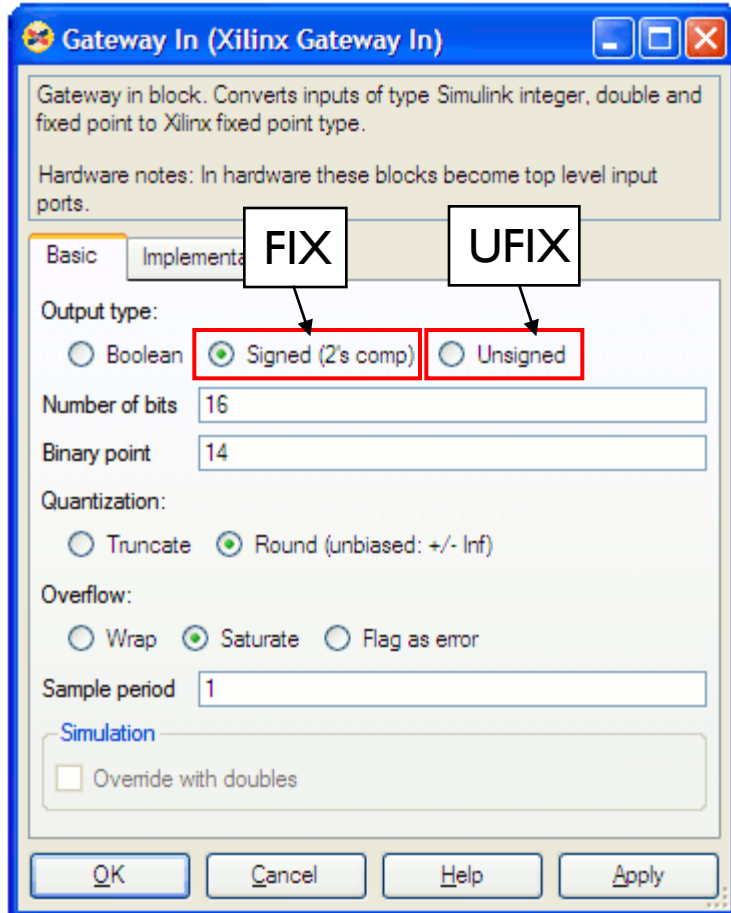 Gateway In (Xilinx Gateway In)
Gateway in block. Converts inputs of type Simulink integer, double and
fixed point to Xilinx fixed point type.
Hardware notes: In hardware these blocks become top level input
ports.
FIX
UFIX
Basic
Implementa
Output type:
Boolean
Signed (2's comp)
Unsigned
Number of bits
16
Binary point
14
Quantization:
Truncate
Round (unbiased: +/- Inf)
Overflow:
Wrap
Saturate
Flag as error
Sample period
1
Simulation
Override with doubles
OK
Cancel
Help
Apply